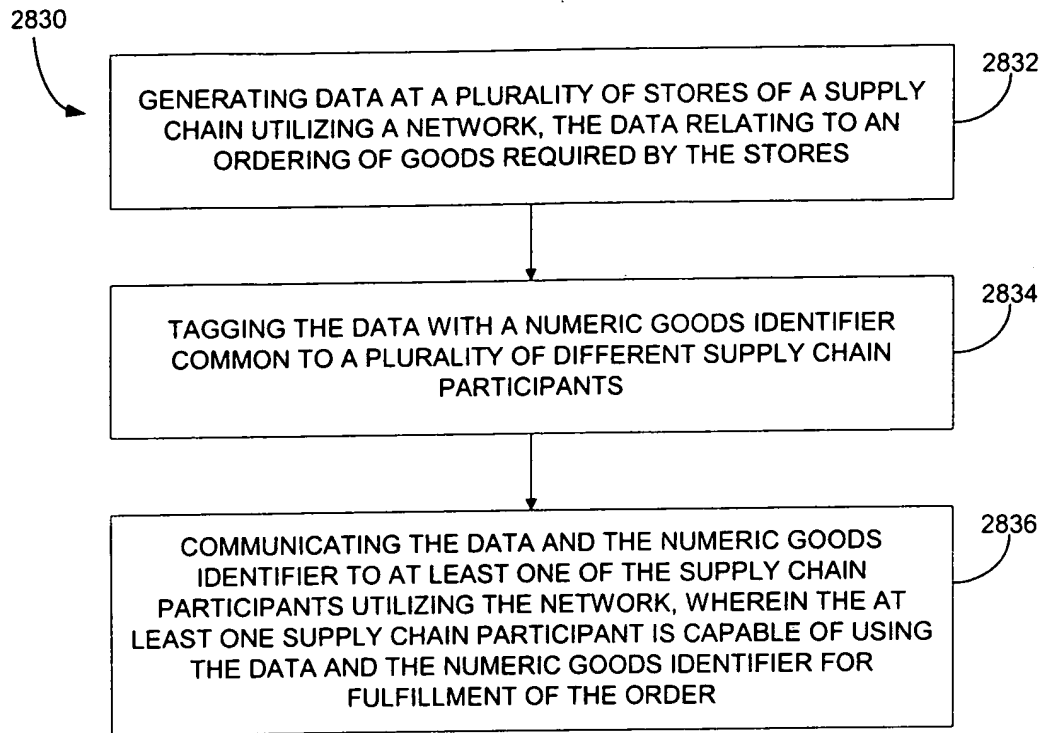 2830
2832
GENERATING DATA AT A PLURALITY OF STORES OF A SUPPLY
CHAIN UTILIZING A NETWORK, THE DATA RELATING TO AN
ORDERING OF GOODS REQUIRED BY THE STORES
2834
TAGGING THE DATA WITH A NUMERIC GOODS IDENTIFIER
COMMON TO A PLURALITY OF DIFFERENT SUPPLY CHAIN
PARTICIPANTS
2836
COMMUNICATING THE DATA AND THE NUMERIC GOODS
IDENTIFIER TO AT LEAST ONE OF THE SUPPLY CHAIN
PARTICIPANTS UTILIZING THE NETWORK, WHEREIN THE AT
LEAST ONE SUPPLY CHAIN PARTICIPANT IS CAPABLE OF USING
THE DATA AND THE NUMERIC GOODS IDENTIFIER FOR
FULFILLMENT OF THE ORDER